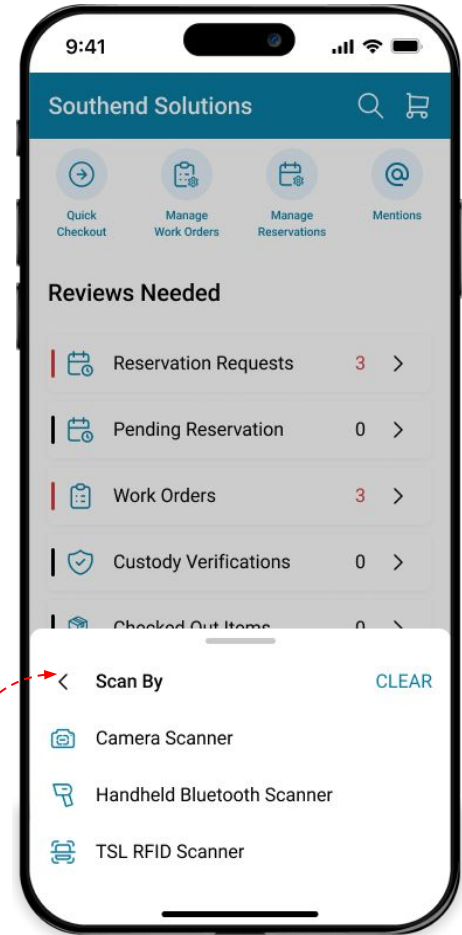 9:41
Southend Solutions
Quick Checkout
Manage Work Orders
Manage Reservations
Mentions
Reviews Needed
Reservation Requests 3
Pending Reservation 0
Work Orders 3
Custody Verifications 0
Checked Out Items 0
Scan By CLEAR
Camera Scanner
Handheld Bluetooth Scanner
TSL RFID Scanner